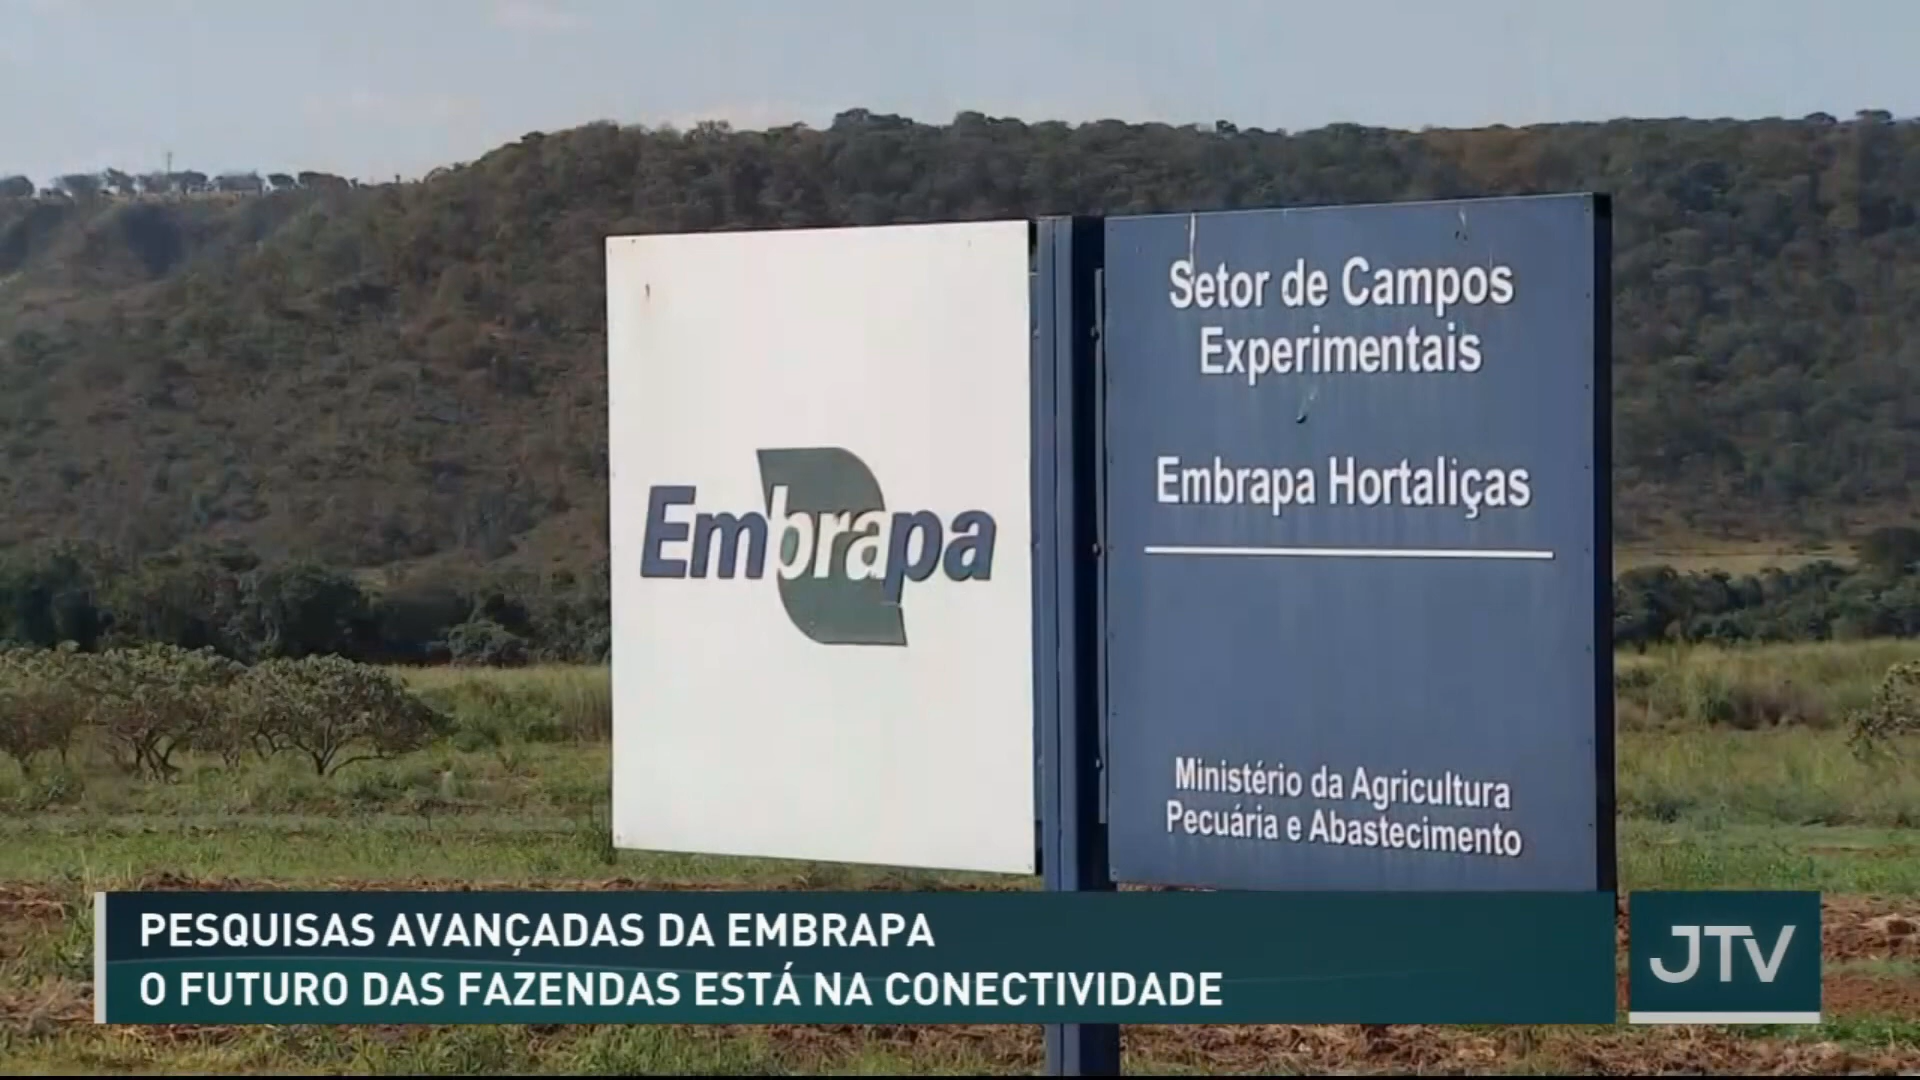 Embrapa
Setor de Campos
Experimentais
Embrapa Hortaliças
Ministério da Agricultura
Pecuária e Abastecimento
PESQUISAS AVANÇADAS DA EMBRAPA
O FUTURO DAS FAZENDAS ESTÁ NA CONECTIVIDADE
JTV